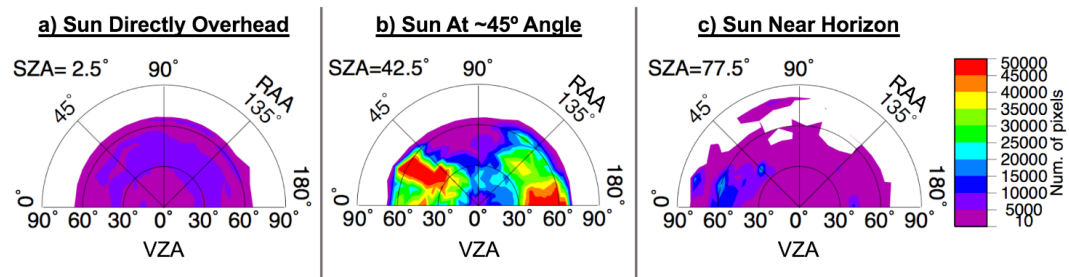 a) Sun Directly Overhead
SZA= 2.5° 90°
45°
RAA
135°
0°
180°
90° 60° 30° 0° 30° 60° 90°
VZA
b) Sun At ~45º Angle
SZA=42.5° 90°
45°
RAA
135°
0°
180°
90° 60° 30° 0° 30° 60° 90°
VZA
c) Sun Near Horizon
SZA=77.5° 90°
45°
RAA
135°
0°
180°
90° 60° 30° 0° 30° 60° 90°
VZA
50000
45000
40000
35000
30000
25000
20000
15000
10000
5000
10
Num. of pixels